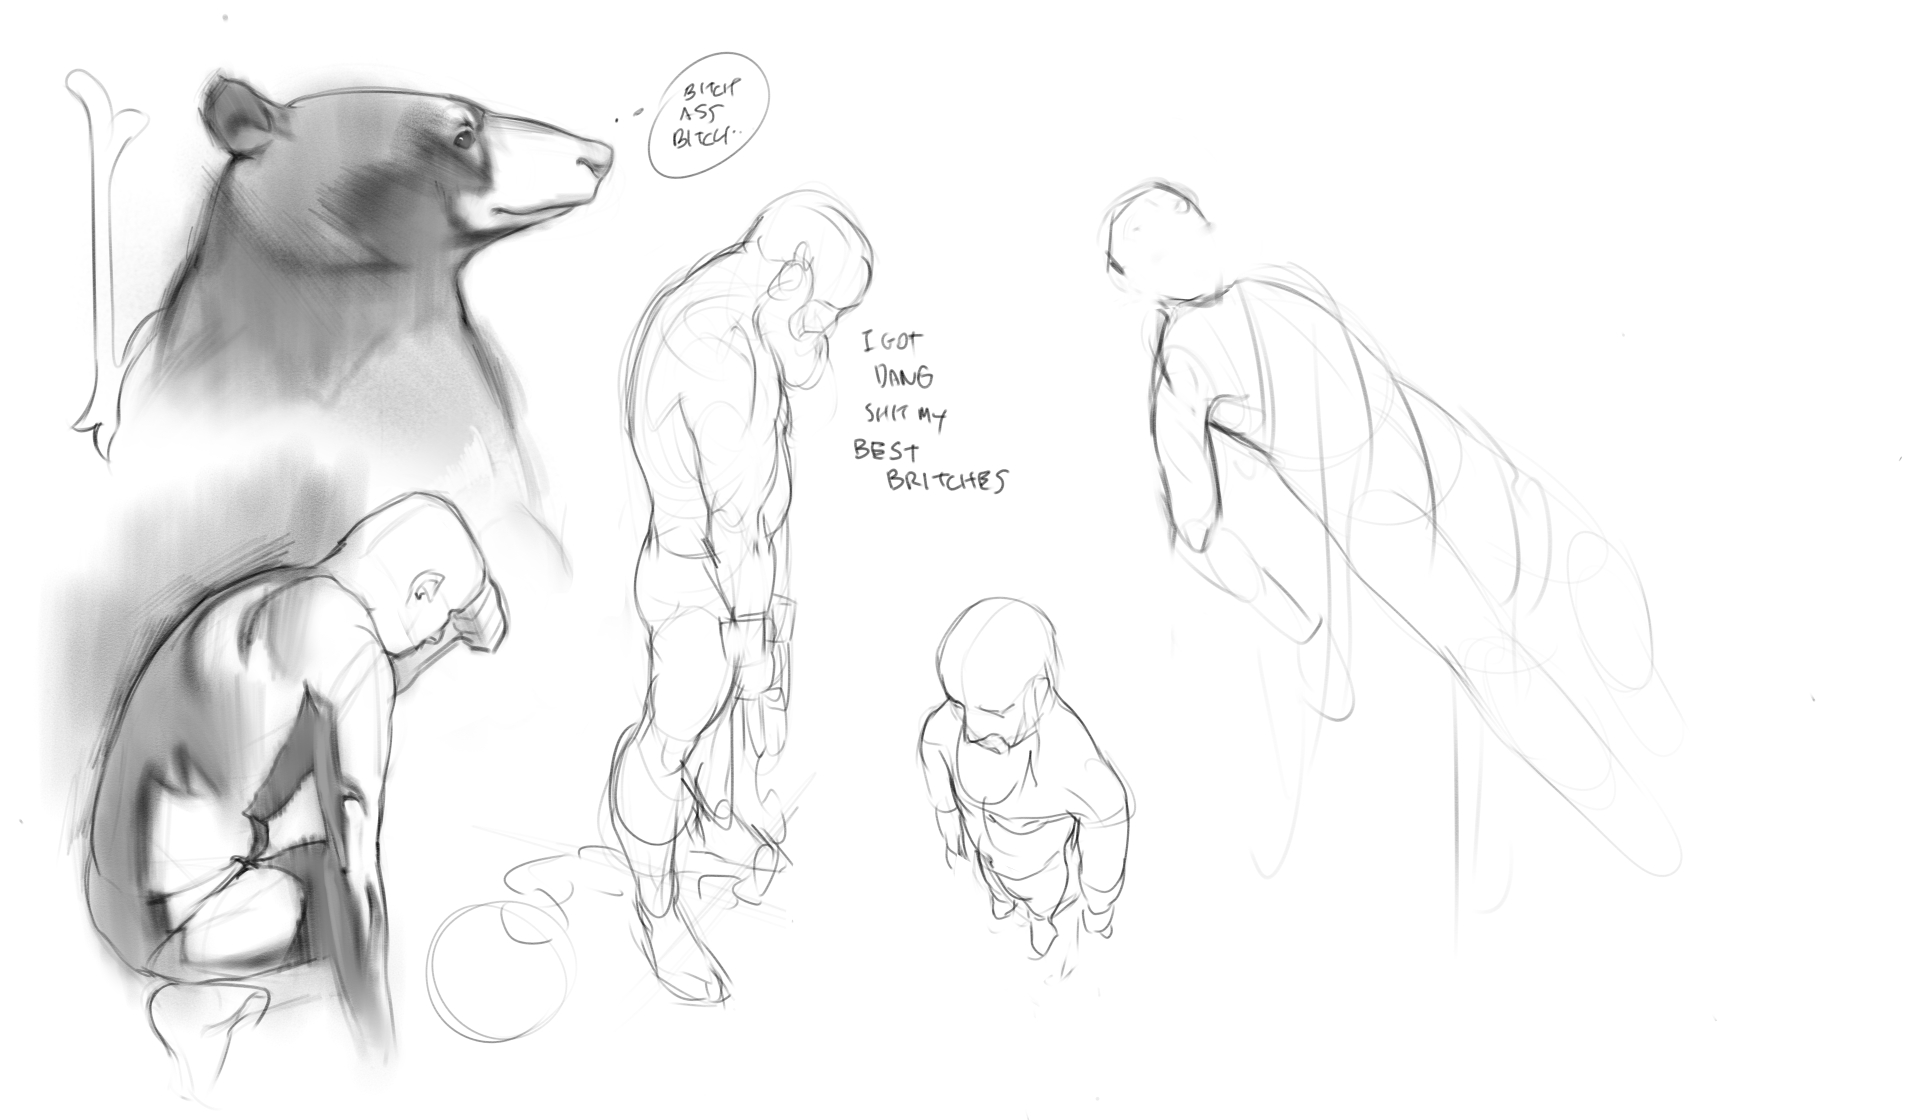 BITCH
ASS
BITCH..
I GOT
DANG
SHIT MY
BEST
BRITCHES